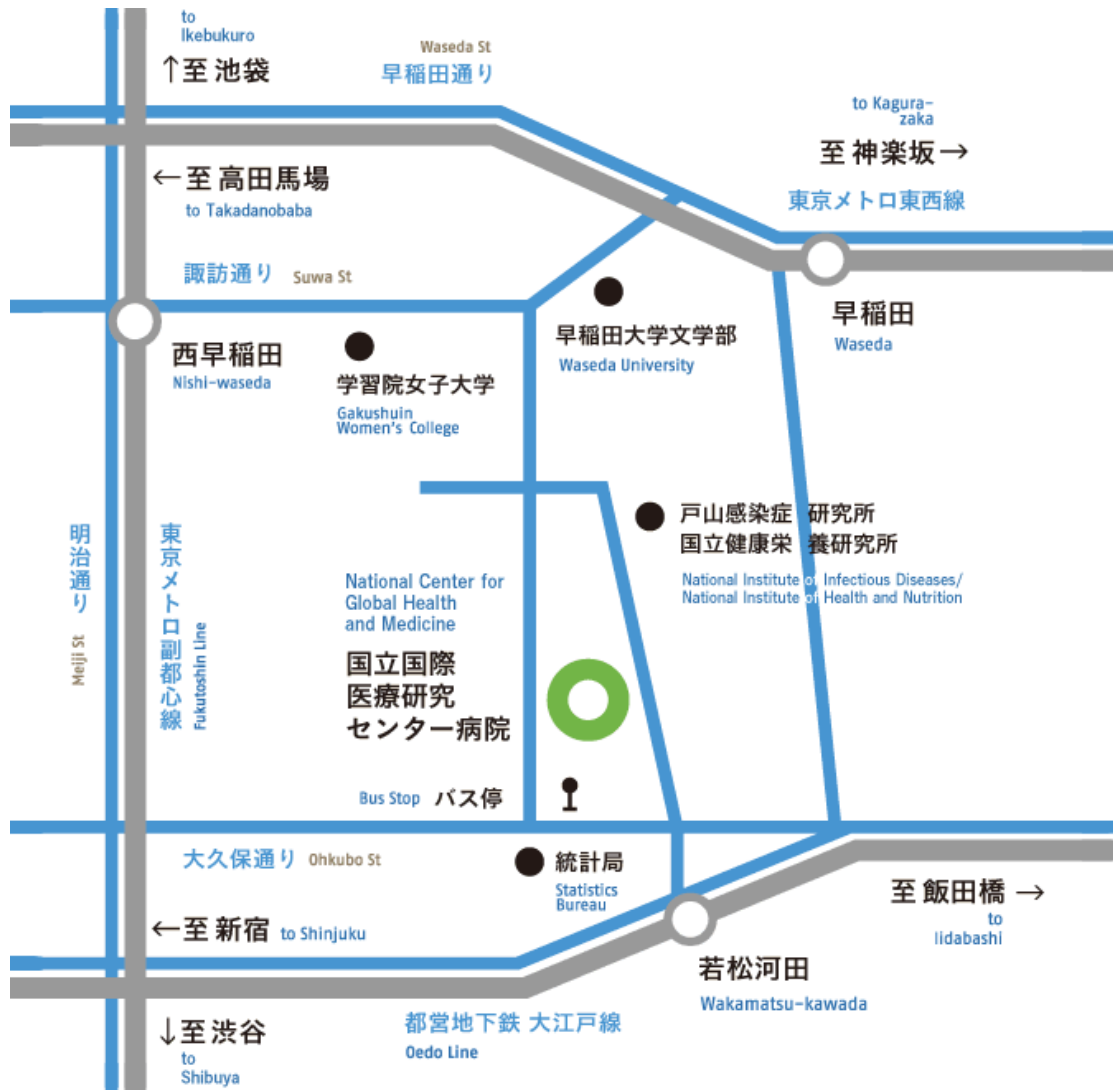 to
Ikebukuro
↑至 池袋
Waseda St
早稲田通り
to Kagura-
zaka
至 神楽坂→
←至 高田馬場
to Takadanobaba
東京メトロ東西線
諏訪通り Suwa St
早稲田
Waseda
西早稲田
Nishi-waseda
学習院女子大学
Gakushuin
Women's College
早稲田大学文学部
Waseda University
戸山感染症 研究所
国立健康栄 養研究所
National Institute of Infectious Diseases/
National Institute of Health and Nutrition
明治通り
Meiji St
東京メトロ副都心線
Fukutoshin Line
National Center for
Global Health
and Medicine
国立国際
医療研究
センター病院
Bus Stop バス停
大久保通り Ohkubo St
統計局
Statistics
Bureau
至 飯田橋 →
to
Iidabashi
←至 新宿 to Shinjuku
若松河田
Wakamatsu-kawada
↓至 渋谷
to
Shibuya
都営地下鉄 大江戸線
Oedo Line